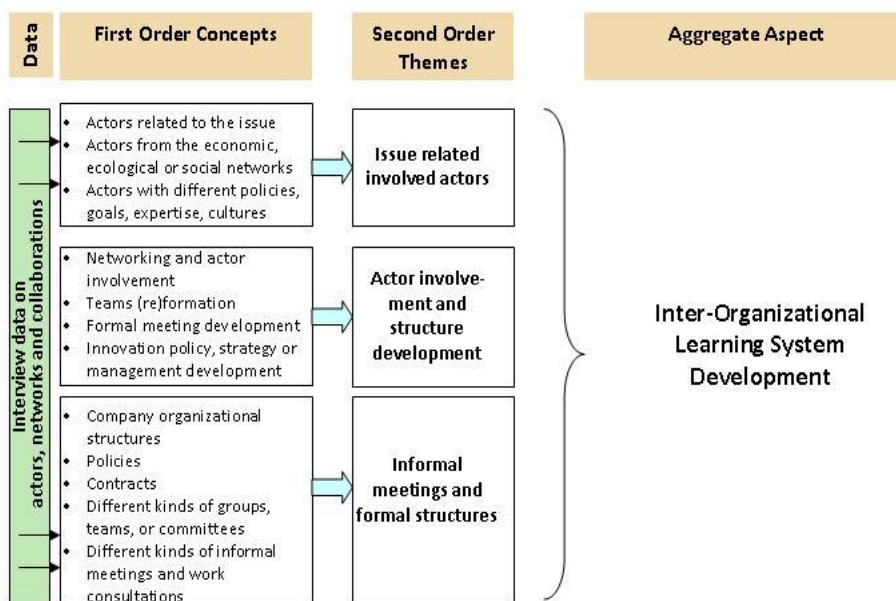 Data
First Order Concepts
Second Order
Themes
Aggregate Aspect
Interview data on
actors, networks and collaborations
• Actors related to the issue
• Actors from the economic,
ecological or social networks
• Actors with different policies,
goals, expertise, cultures
Issue related
involved actors
• Networking and actor
involvement
• Teams (re)formation
• Formal meeting development
• Innovation policy, strategy or
management development
Actor involve-
ment and
structure
development
• Company organizational
structures
• Policies
• Contracts
• Different kinds of groups,
teams, or committees
• Different kinds of informal
meetings and work
consultations
Informal
meetings and
formal structures
Inter-Organizational
Learning System
Development